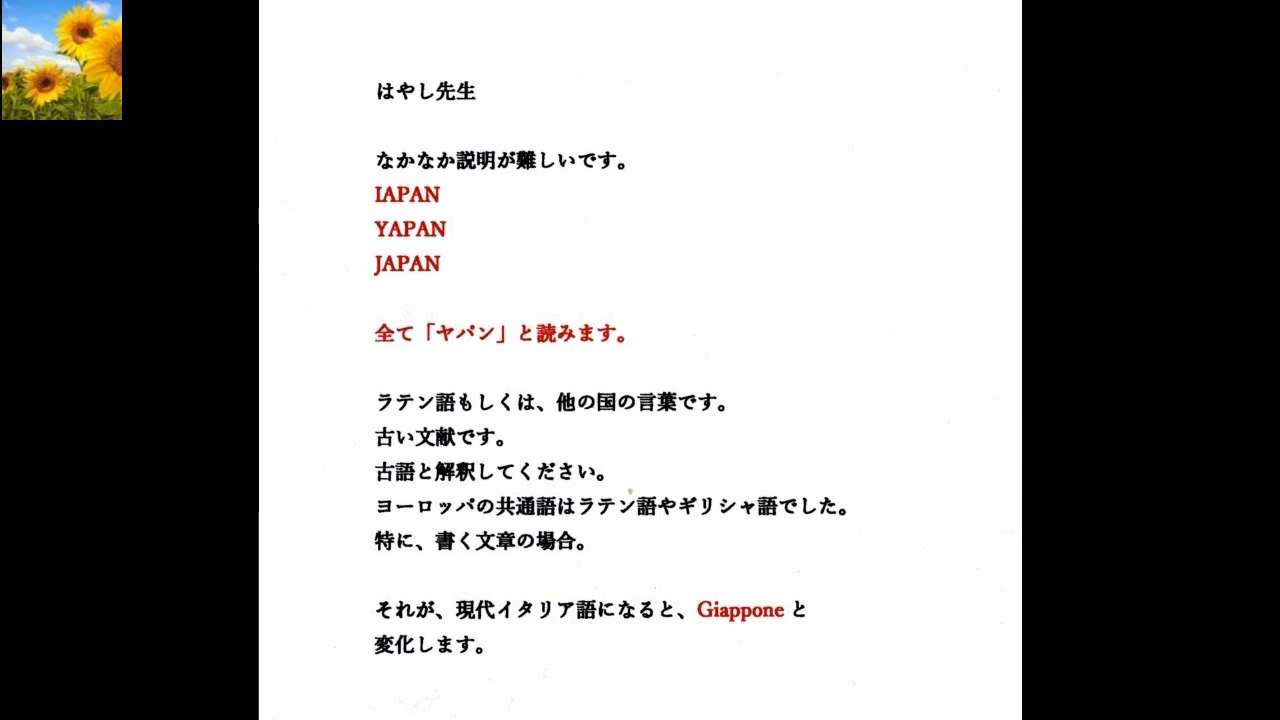 はやし先生
なかなか説明が難しいです。
IAPAN
YAPAN
JAPAN
全て「ヤパン」と読みます。
ラテン語もしくは、他の国の言葉です。
古い文献です。
古語と解釈してください。
ヨーロッパの共通語はラテン語やギリシャ語でした。
特に、書く文章の場合。
それが、現代イタリア語になると、Giappone と
変化します。